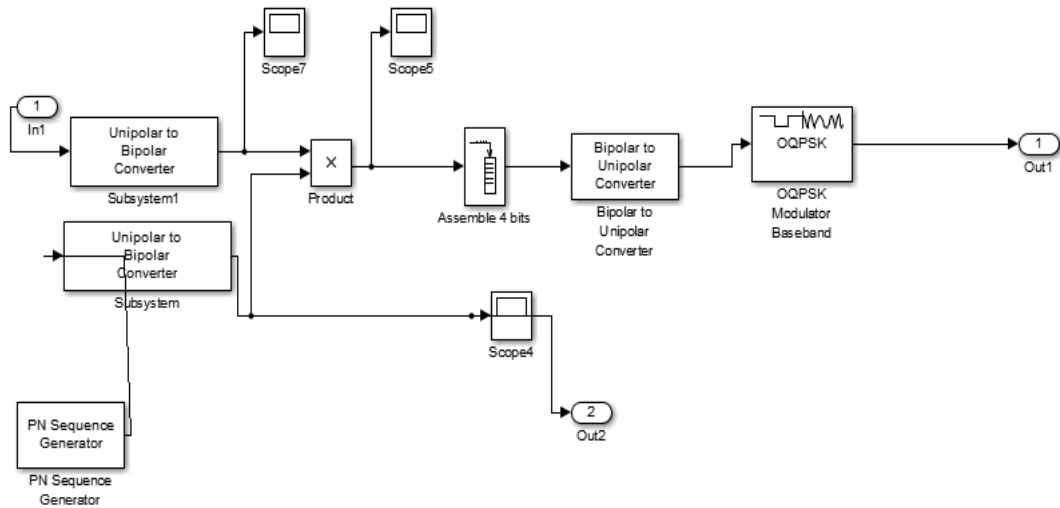 Scope7
Scope5
1
In1
Unipolar to
Bipolar
Converter
Subsystem1
X
Product
Assemble 4 bits
Bipolar to
Unipolar
Converter
Bipolar to
Unipolar
Converter
OQPSK
OQPSK
Modulator
Baseband
1
Out1
Unipolar to
Bipolar
Converter
Subsystem
Scope4
2
Out2
PN Sequence
Generator
PN Sequence
Generator